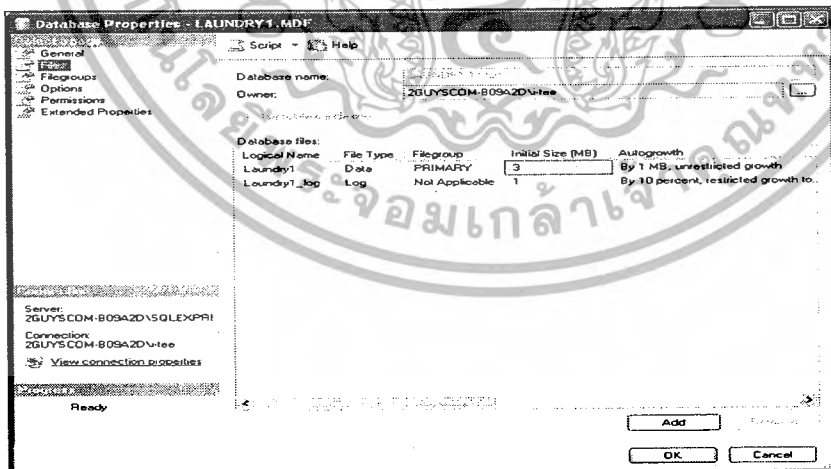 Database Properties - LAUNDRY1.MDF
General
Files
Filegroups
Options
Permissions
Extended Properties
Script Help
Database name:
Owner: 2GUYSCOM-B09A2D\v-tee ...
Database files:
Logical Name File Type Filegroup Initial Size (MB) Autogrowth
Laundry1 Data PRIMARY 3 By 1 MB, unrestricted growth
Laundry1_log Log Not Applicable 1 By 10 percent, restricted growth to..
Server:
2GUYSCOM-B09A2D\SQLEXPRE
Connection:
2GUYSCOM-B09A2D\v-tee
View connection properties
Progress
Ready
Add
OK Cancel